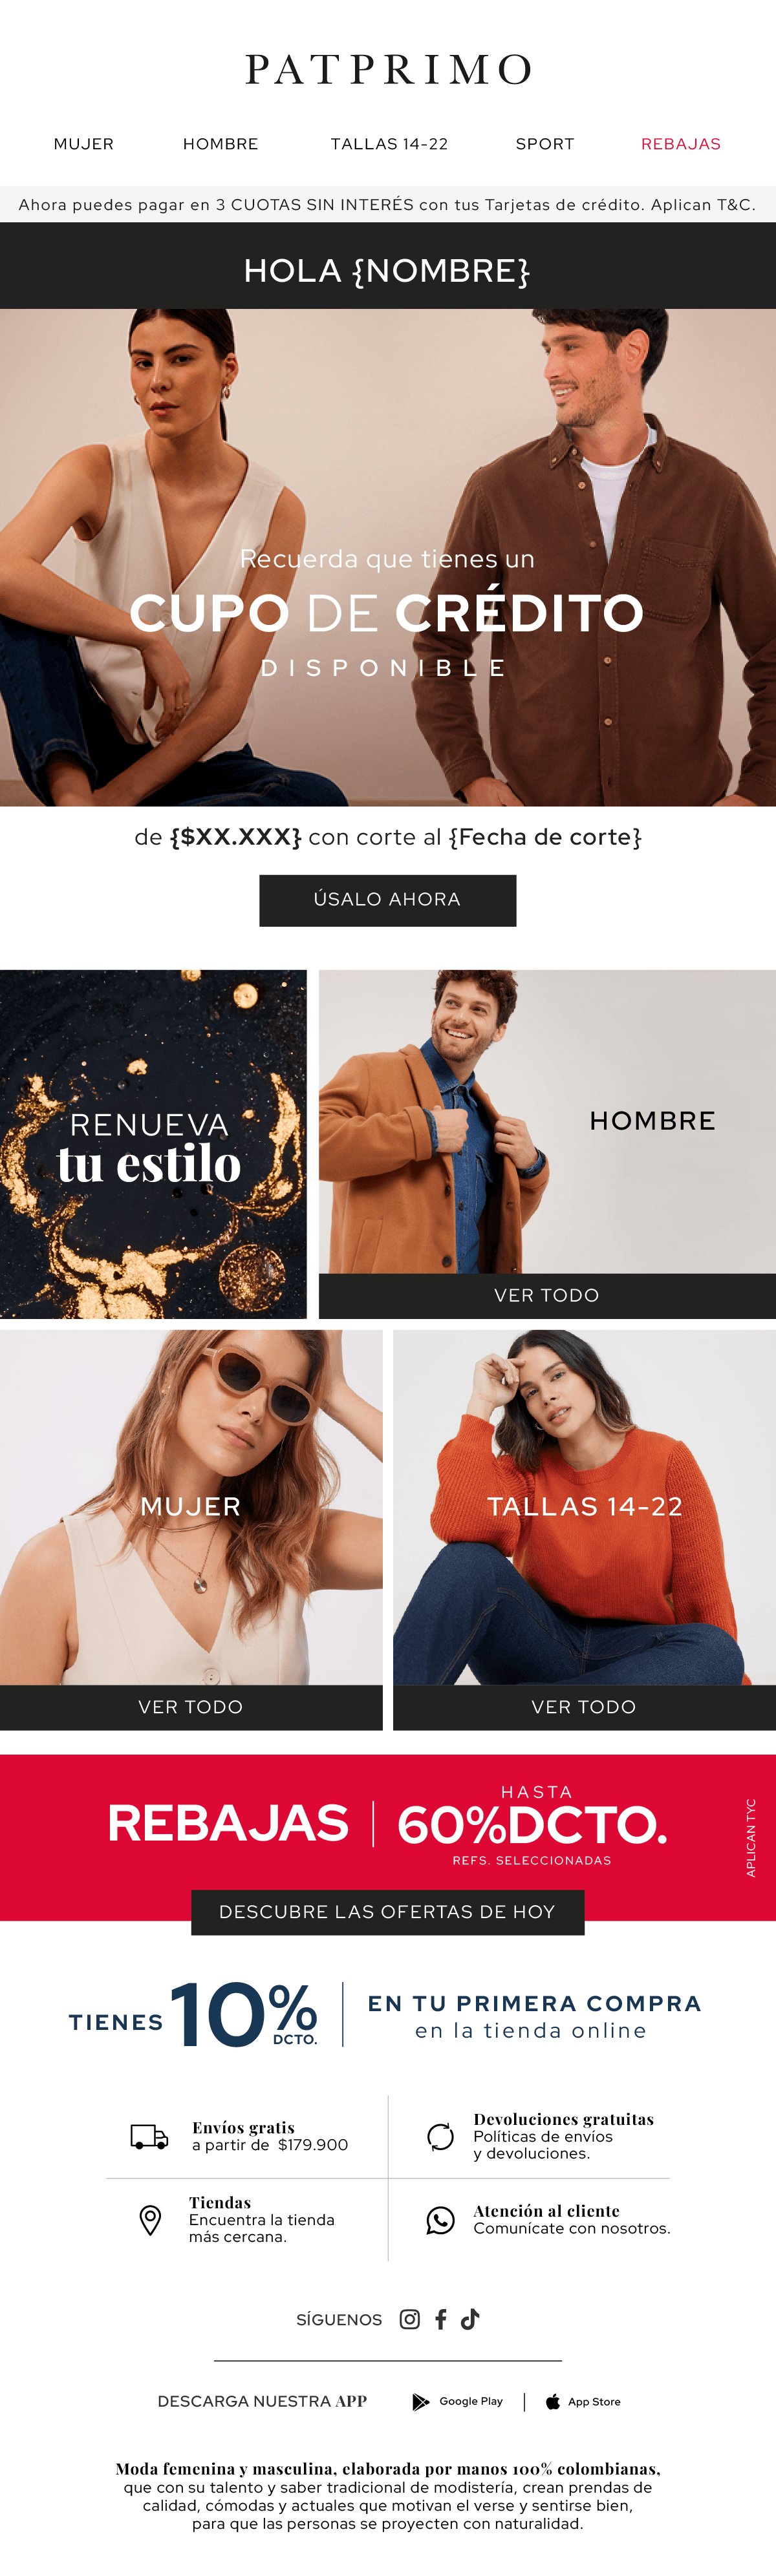 PATPRIMO
MUJER HOMBRE TALLAS 14-22 SPORT REBAJAS
Ahora puedes pagar en 3 CUOTAS SIN INTERÉS con tus Tarjetas de crédito. Aplican T&C.
HOLA {NOMBRE}
Recuerda que tienes un
CUPO DE CRÉDITO
DISPONIBLE
de {$XX.XXX} con corte al {Fecha de corte}
ÚSALO AHORA
RENUEVA
tu estilo
HOMBRE
VER TODO
MUJER
VER TODO
TALLAS 14-22
VER TODO
REBAJAS
HASTA
60%DCTO.
REFS. SELECCIONADAS
APLICAN TYC
DESCUBRE LAS OFERTAS DE HOY
TIENES 10% DCTO.
EN TU PRIMERA COMPRA
en la tienda online
Envíos gratis
a partir de $179.900
Devoluciones gratuitas
Políticas de envíos
y devoluciones.
Tiendas
Encuentra la tienda
más cercana.
Atención al cliente
Comunícate con nosotros.
SÍGUENOS
DESCARGA NUESTRA APP
Google Play
App Store
Moda femenina y masculina, elaborada por manos 100% colombianas,
que con su talento y saber tradicional de modistería, crean prendas de
calidad, cómodas y actuales que motivan el verse y sentirse bien,
para que las personas se proyecten con naturalidad.